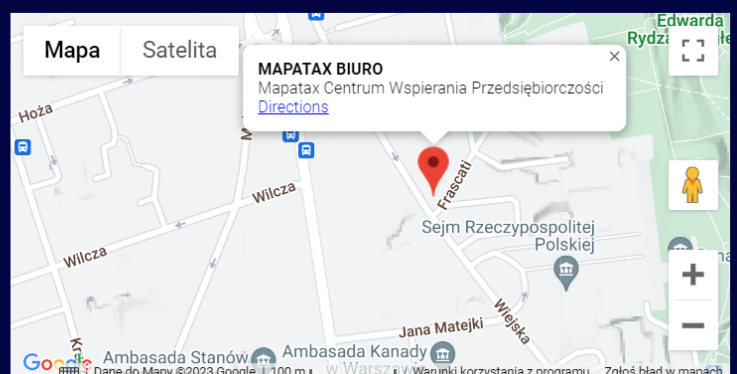 Edwarda
Mapa
Satelita
MAPATAX BIURO
Mapatax Centrum Wspierania Przedsiębiorczości
Directions
Hoża
Wilcza
Frascati
Wilcza
Sejm Rzeczypospolitej
Polskiej
Wiejska
Jana Matejki
Ambasada Stanów
Ambasada Kanady
w Warszawie
Google
Dane do Mapy ©2023 Google
100 m
Warunki korzystania z programu
Zgłoś błąd w mapach